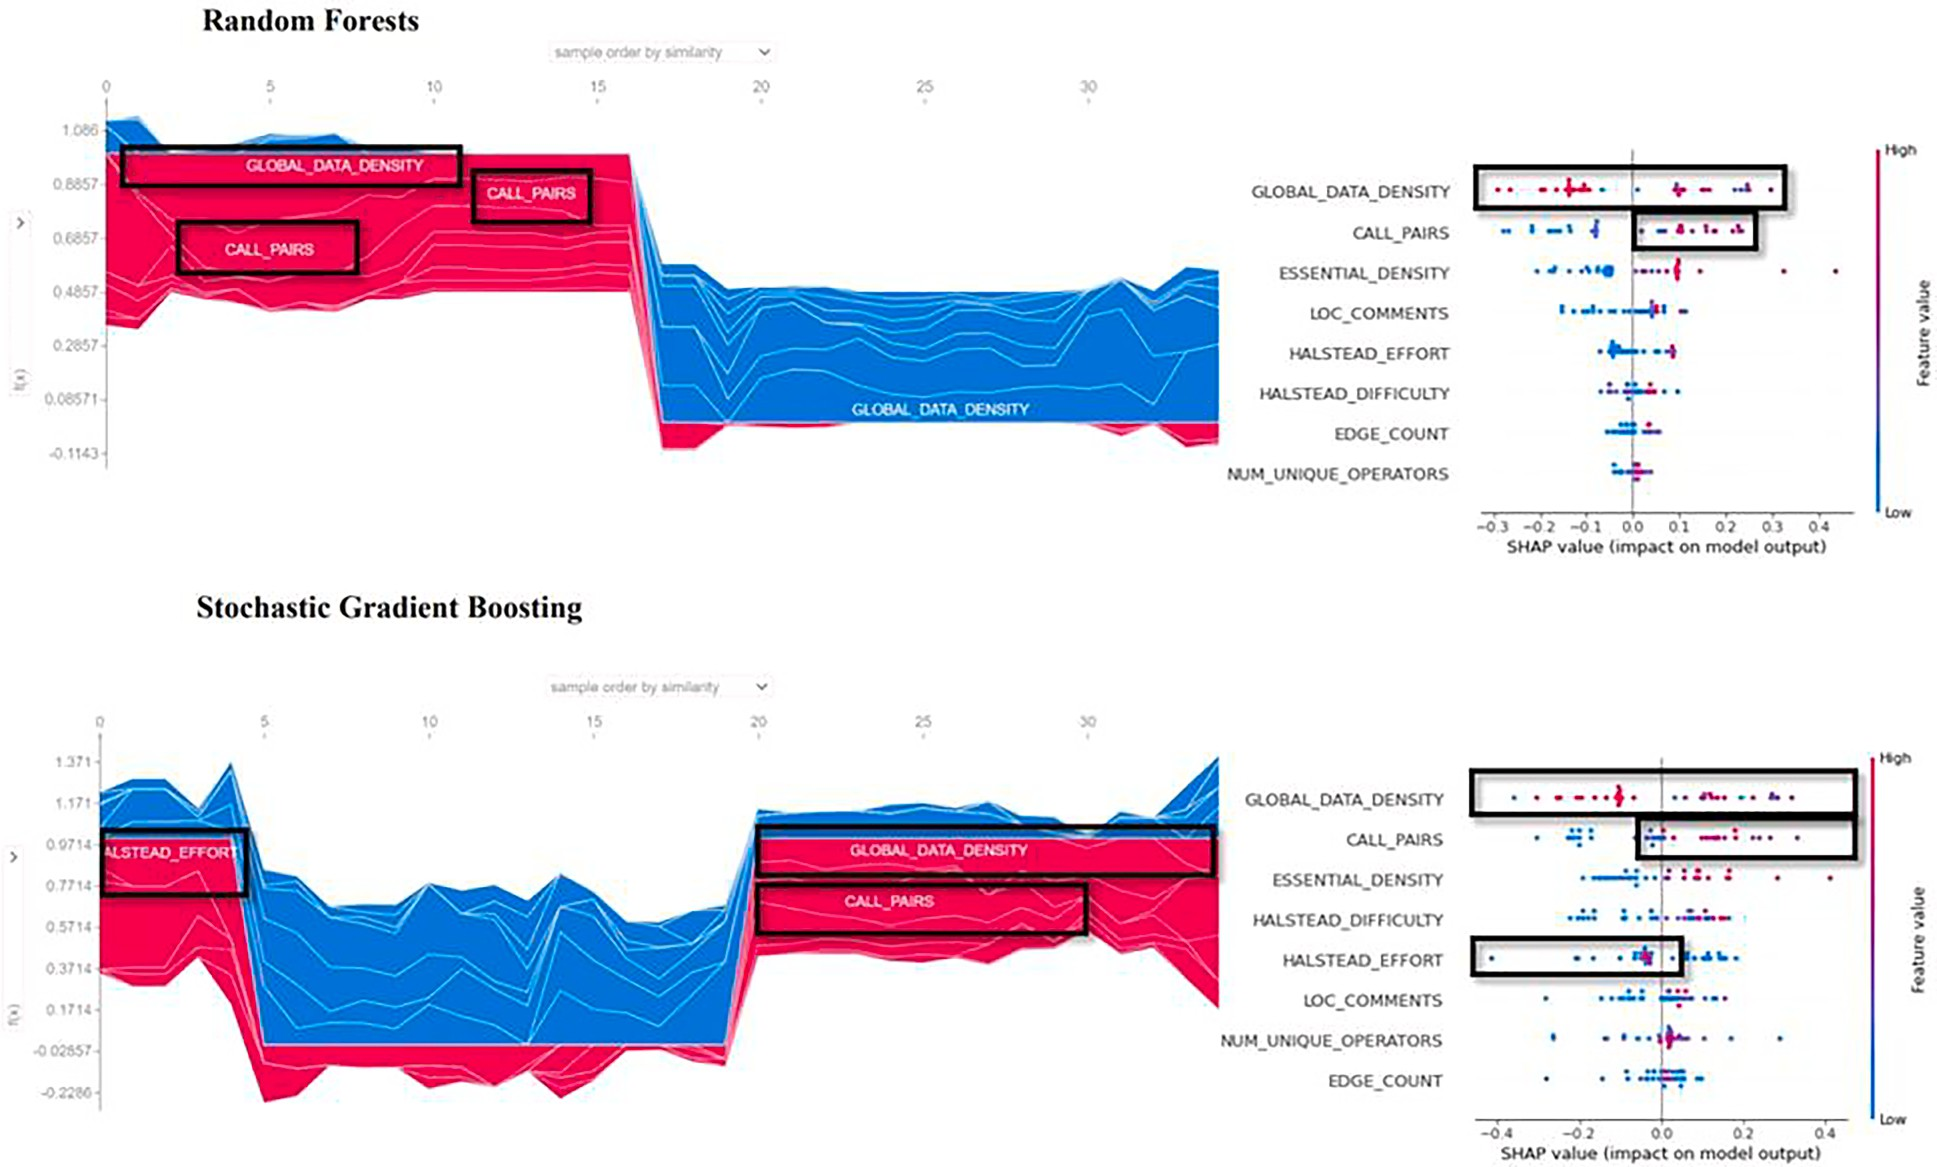 Random Forests
sample order by similarity
0 5 10 15 20 25 30
1.086
0.8857
0.6857
0.4857
0.2857
0.08571
-0.1143
f(x)
GLOBAL_DATA_DENSITY
CALL_PAIRS
CALL_PAIRS
GLOBAL_DATA_DENSITY
GLOBAL_DATA_DENSITY
CALL_PAIRS
ESSENTIAL_DENSITY
LOC_COMMENTS
HALSTEAD_EFFORT
HALSTEAD_DIFFICULTY
EDGE_COUNT
NUM_UNIQUE_OPERATORS
−0.3 −0.2 −0.1 0.0 0.1 0.2 0.3 0.4
SHAP value (impact on model output)
High
Feature value
Low
Stochastic Gradient Boosting
sample order by similarity
0 5 10 15 20 25 30
1.371
1.171
0.9714
0.7714
0.5714
0.3714
0.1714
-0.02857
-0.2286
f(x)
ALSTEAD_EFFORT
GLOBAL_DATA_DENSITY
CALL_PAIRS
GLOBAL_DATA_DENSITY
CALL_PAIRS
ESSENTIAL_DENSITY
HALSTEAD_DIFFICULTY
HALSTEAD_EFFORT
LOC_COMMENTS
NUM_UNIQUE_OPERATORS
EDGE_COUNT
−0.4 −0.2 0.0 0.2 0.4
SHAP value (impact on model output)
High
Feature value
Low